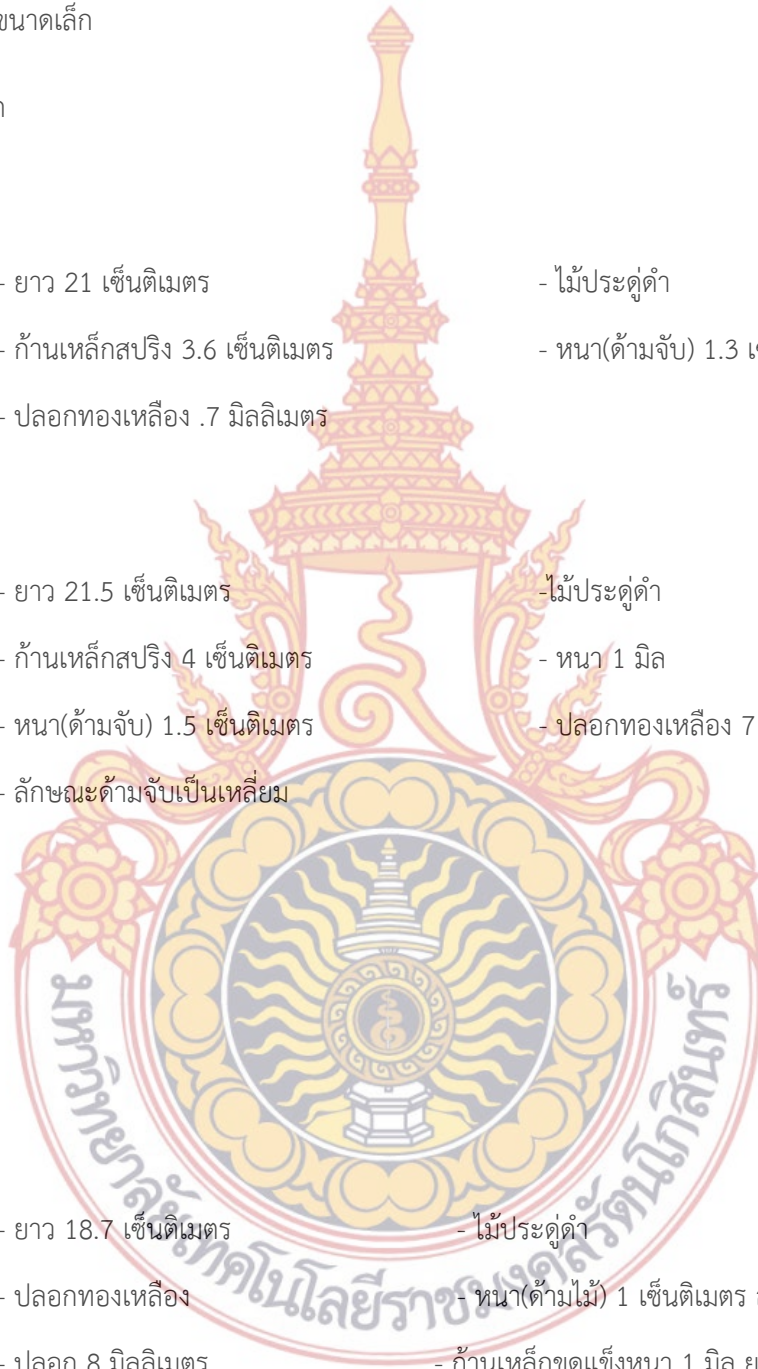 ขนาดเล็ก
- ยาว 21 เซ็นติเมตร - ไม้ประดู่ดำ
- ก้านเหล็กสปริง 3.6 เซ็นติเมตร - หนา(ด้ามจับ) 1.3
- ปลอกทองเหลือง .7 มิลลิเมตร
- ยาว 21.5 เซ็นติเมตร -ไม้ประดู่ดำ
- ก้านเหล็กสปริง 4 เซ็นติเมตร - หนา 1 มิล
- หนา(ด้ามจับ) 1.5 เซ็นติเมตร - ปลอกทองเหลือง 7
- ลักษณะด้ามจับเป็นเหลี่ยม
มหาวิทยาลัยเทคโนโลยีราชมงคลรัตนโกสินทร์
- ยาว 18.7 เซ็นติเมตร - ไม้ประดู่ดำ
- ปลอกทองเหลือง - หนา(ด้ามไม้) 1 เซ็นติเมตร
- ปลอก 8 มิลลิเมตร - ก้านเหล็กขูดแข็งหนา 1 มิล